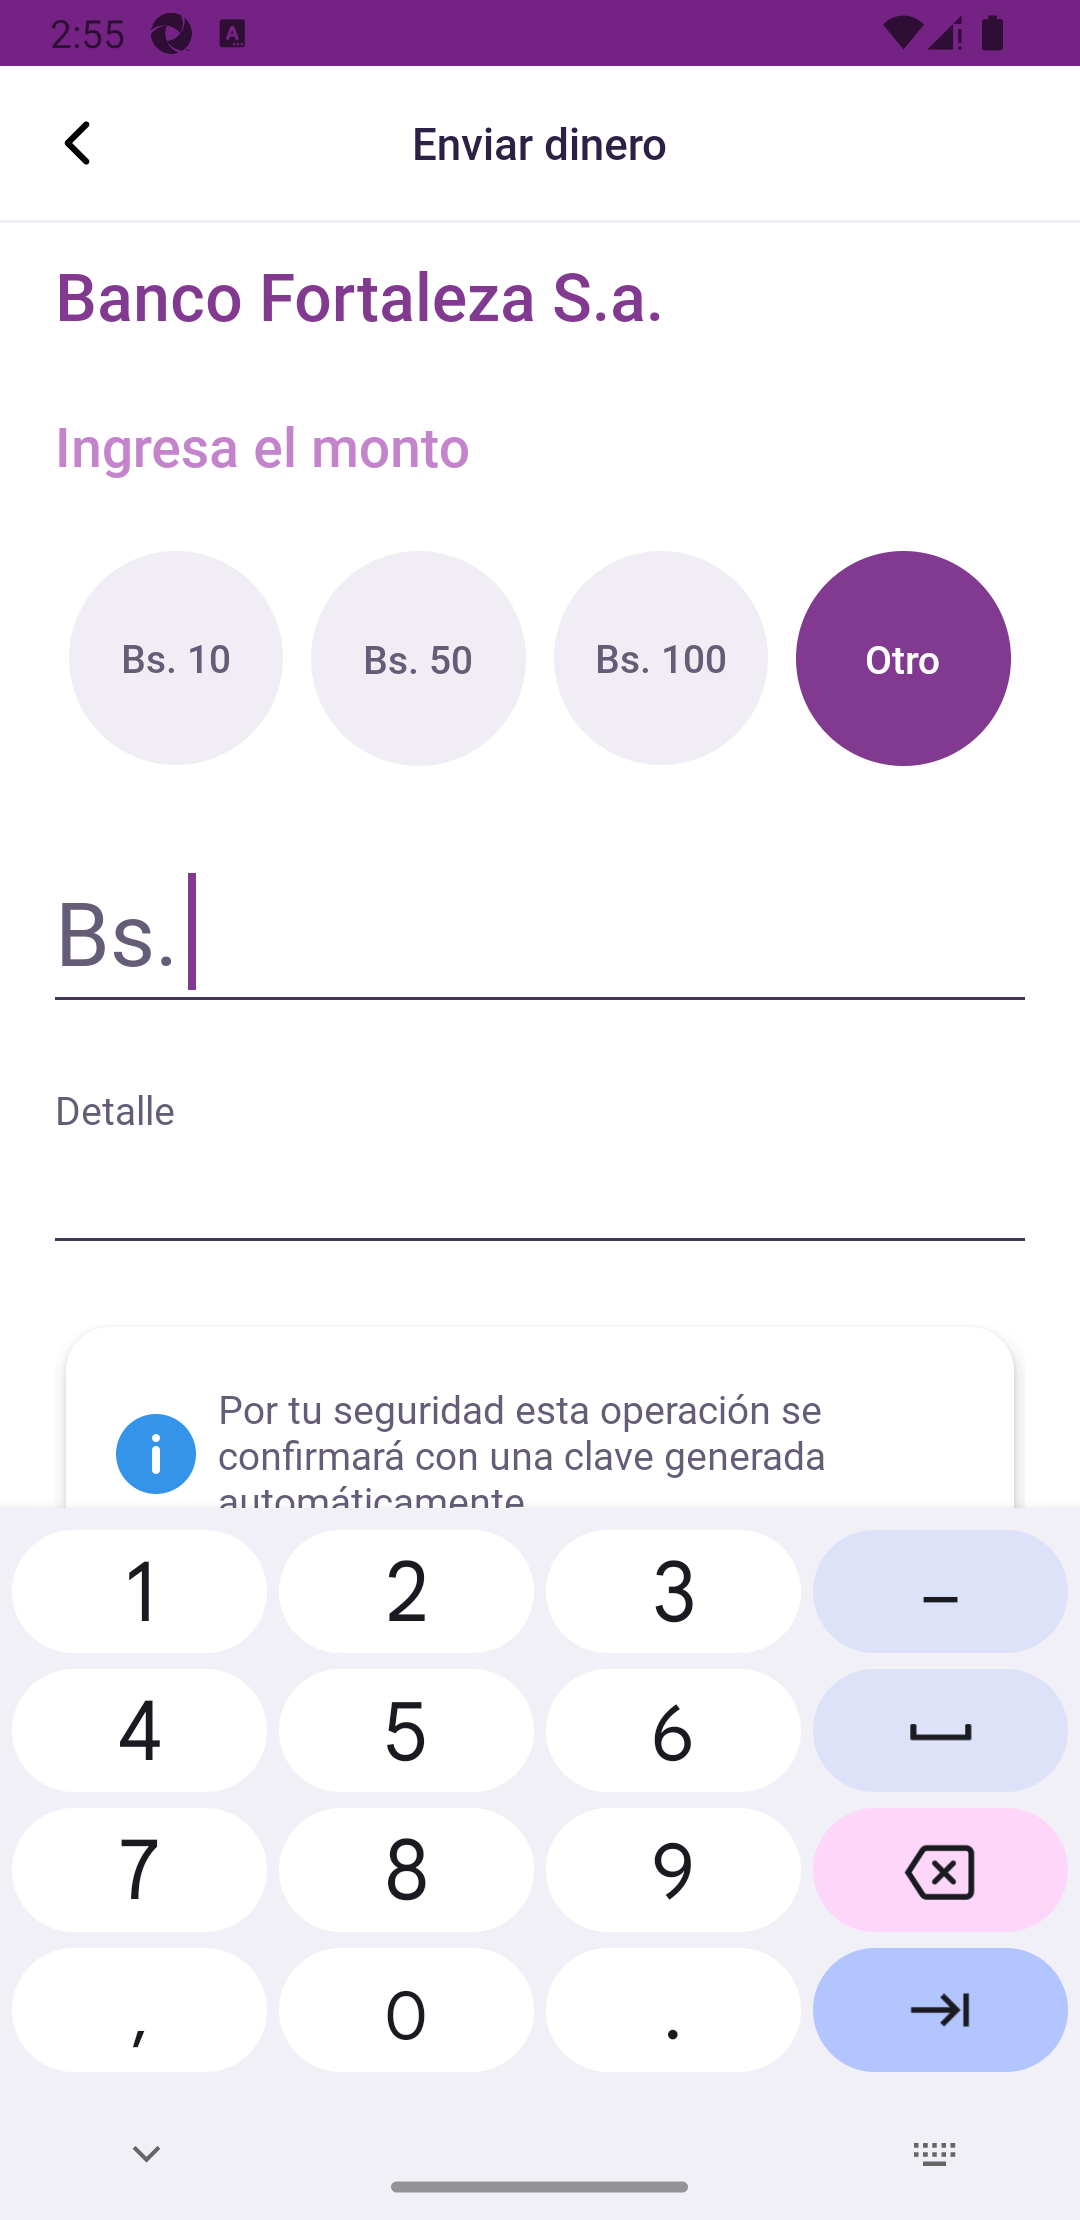 2:55
Enviar dinero
Banco Fortaleza S.a.
Ingresa el monto
Bs. 10
Bs. 50
Bs. 100
Otro
Bs.
Detalle
Por tu seguridad esta operación se
confirmará con una clave generada
automáticamente
1 2 3 –
4 5 6
7 8 9
, 0 .